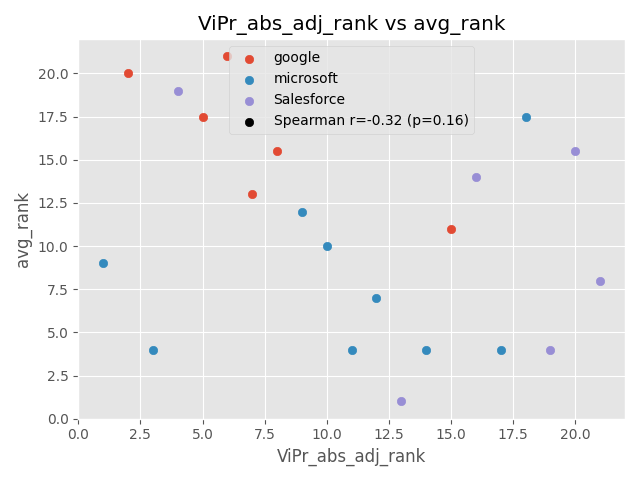 ViPr_abs_adj_rank vs avg_rank
google
microsoft
Salesforce
Spearman r=-0.32 (p=0.16)
avg_rank
20.0
17.5
15.0
12.5
10.0
7.5
5.0
2.5
0.0
0.0 2.5 5.0 7.5 10.0 12.5 15.0 17.5 20.0
ViPr_abs_adj_rank